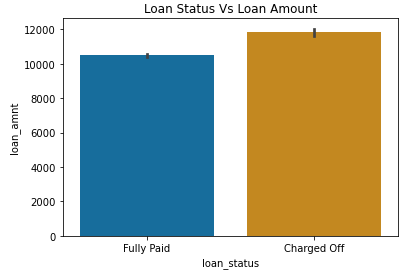 Loan Status Vs Loan Amount
12000
10000
8000
6000
4000
2000
0
loan_amnt
Fully Paid
Charged Off
loan_status